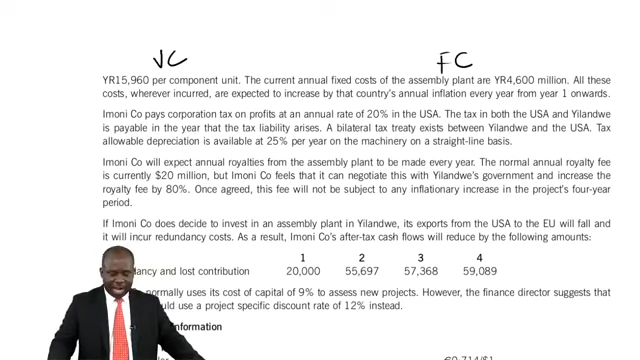 VC FC
YR15,960 per component unit. The current annual fixed costs of the assembly plant are YR4,600 million. All these
costs, wherever incurred, are expected to increase by that country's annual inflation every year from year 1 onwards.
Imoni Co pays corporation tax on profits at an annual rate of 20% in the USA. The tax in both the USA and Yilandwe
is payable in the year that the tax liability arises. A bilateral tax treaty exists between Yilandwe and the USA. Tax
allowable depreciation is available at 25% per year on the machinery on a straight-line basis.
Imoni Co will expect annual royalties from the assembly plant to be made every year. The normal annual royalty fee
is currently $20 million, but Imoni Co feels that it can negotiate this with Yilandwe's government and increase the
royalty fee by 80%. Once agreed, this fee will not be subject to any inflationary increase in the project's four-year
period.
If Imoni Co does decide to invest in an assembly plant in Yilandwe, its exports from the USA to the EU will fall and
it will incur redundancy costs. As a result, Imoni Co's after-tax cash flows will reduce by the following amounts:
1 2 3 4
and lost contribution 20,000 55,697 57,368 59,089
normally uses its cost of capital of 9% to assess new projects. However, the finance director suggests that
use a project specific discount rate of 12% instead.
€0·714/$1